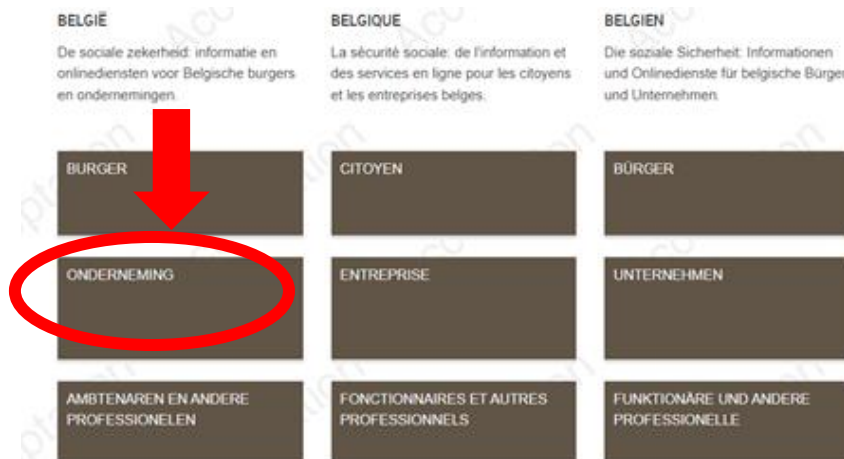 BELGIË
De sociale zekerheid: informatie en
onlinediensten voor Belgische burgers
en ondernemingen.
BURGER
ONDERNEMING
AMBTENAREN EN ANDERE
PROFESSIONELEN
BELGIQUE
La sécurité sociale: de l'information et
des services en ligne pour les citoyens
et les entreprises belges.
CITOYEN
ENTREPRISE
FONCTIONNAIRES ET AUTRES
PROFESSIONNELS
BELGIEN
Die soziale Sicherheit: Informationen
und Onlinedienste für belgische Bürger
und Unternehmen.
BÜRGER
UNTERNEHMEN
FUNKTIONÄRE UND ANDERE
PROFESSIONELLE